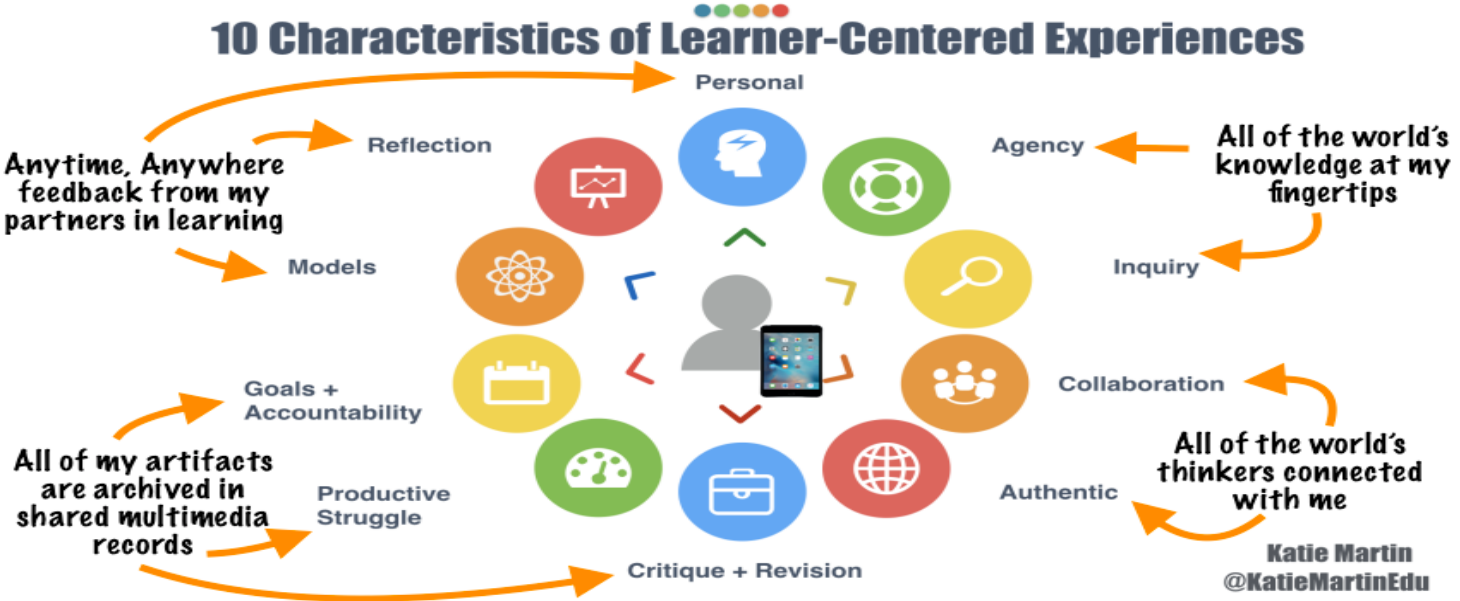 10 Characteristics of Learner-Centered Experiences
Personal
Reflection
Agency
Anytime, Anywhere
feedback from my
partners in learning
All of the world's
knowledge at my
fingertips
Models
Inquiry
Goals +
Accountability
Collaboration
All of my artifacts
are archived in
shared multimedia
records
All of the world's
thinkers connected
with me
Productive
Struggle
Authentic
Critique + Revision
Katie Martin
@KatieMartinEdu